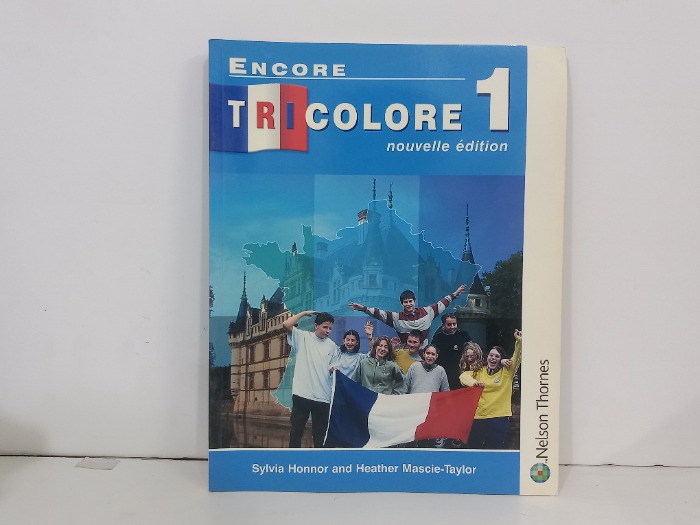 ENCORE
TRICOLORE 1
nouvelle édition
Sylvia Honnor and Heather Mascie-Taylor
Nelson Thornes